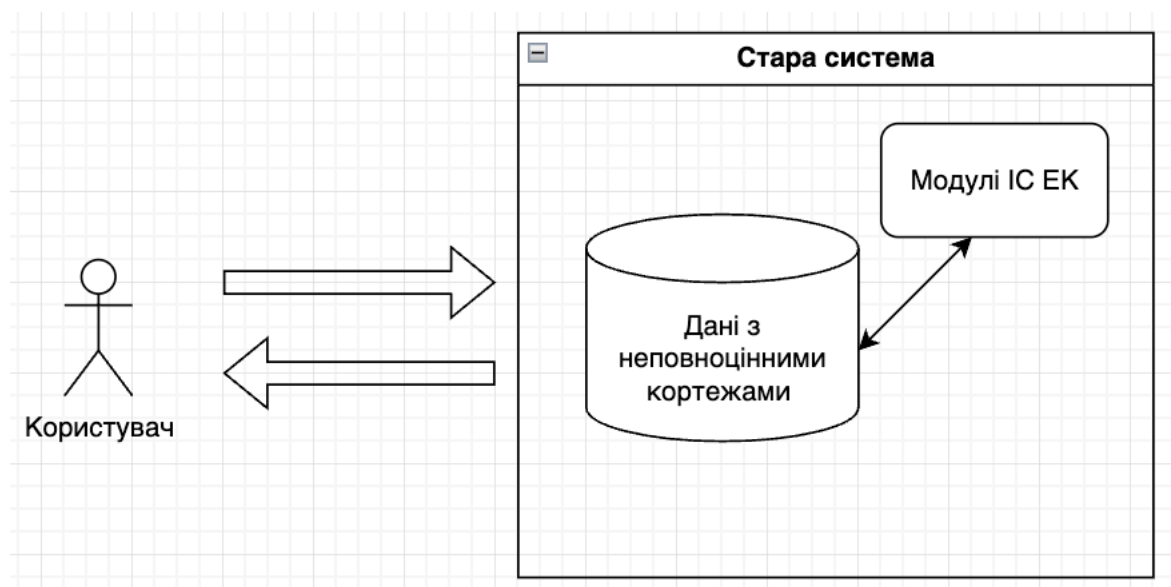 Стара система
Модулі ІС ЕК
Дані з
неповноцінними
кортежами
Користувач